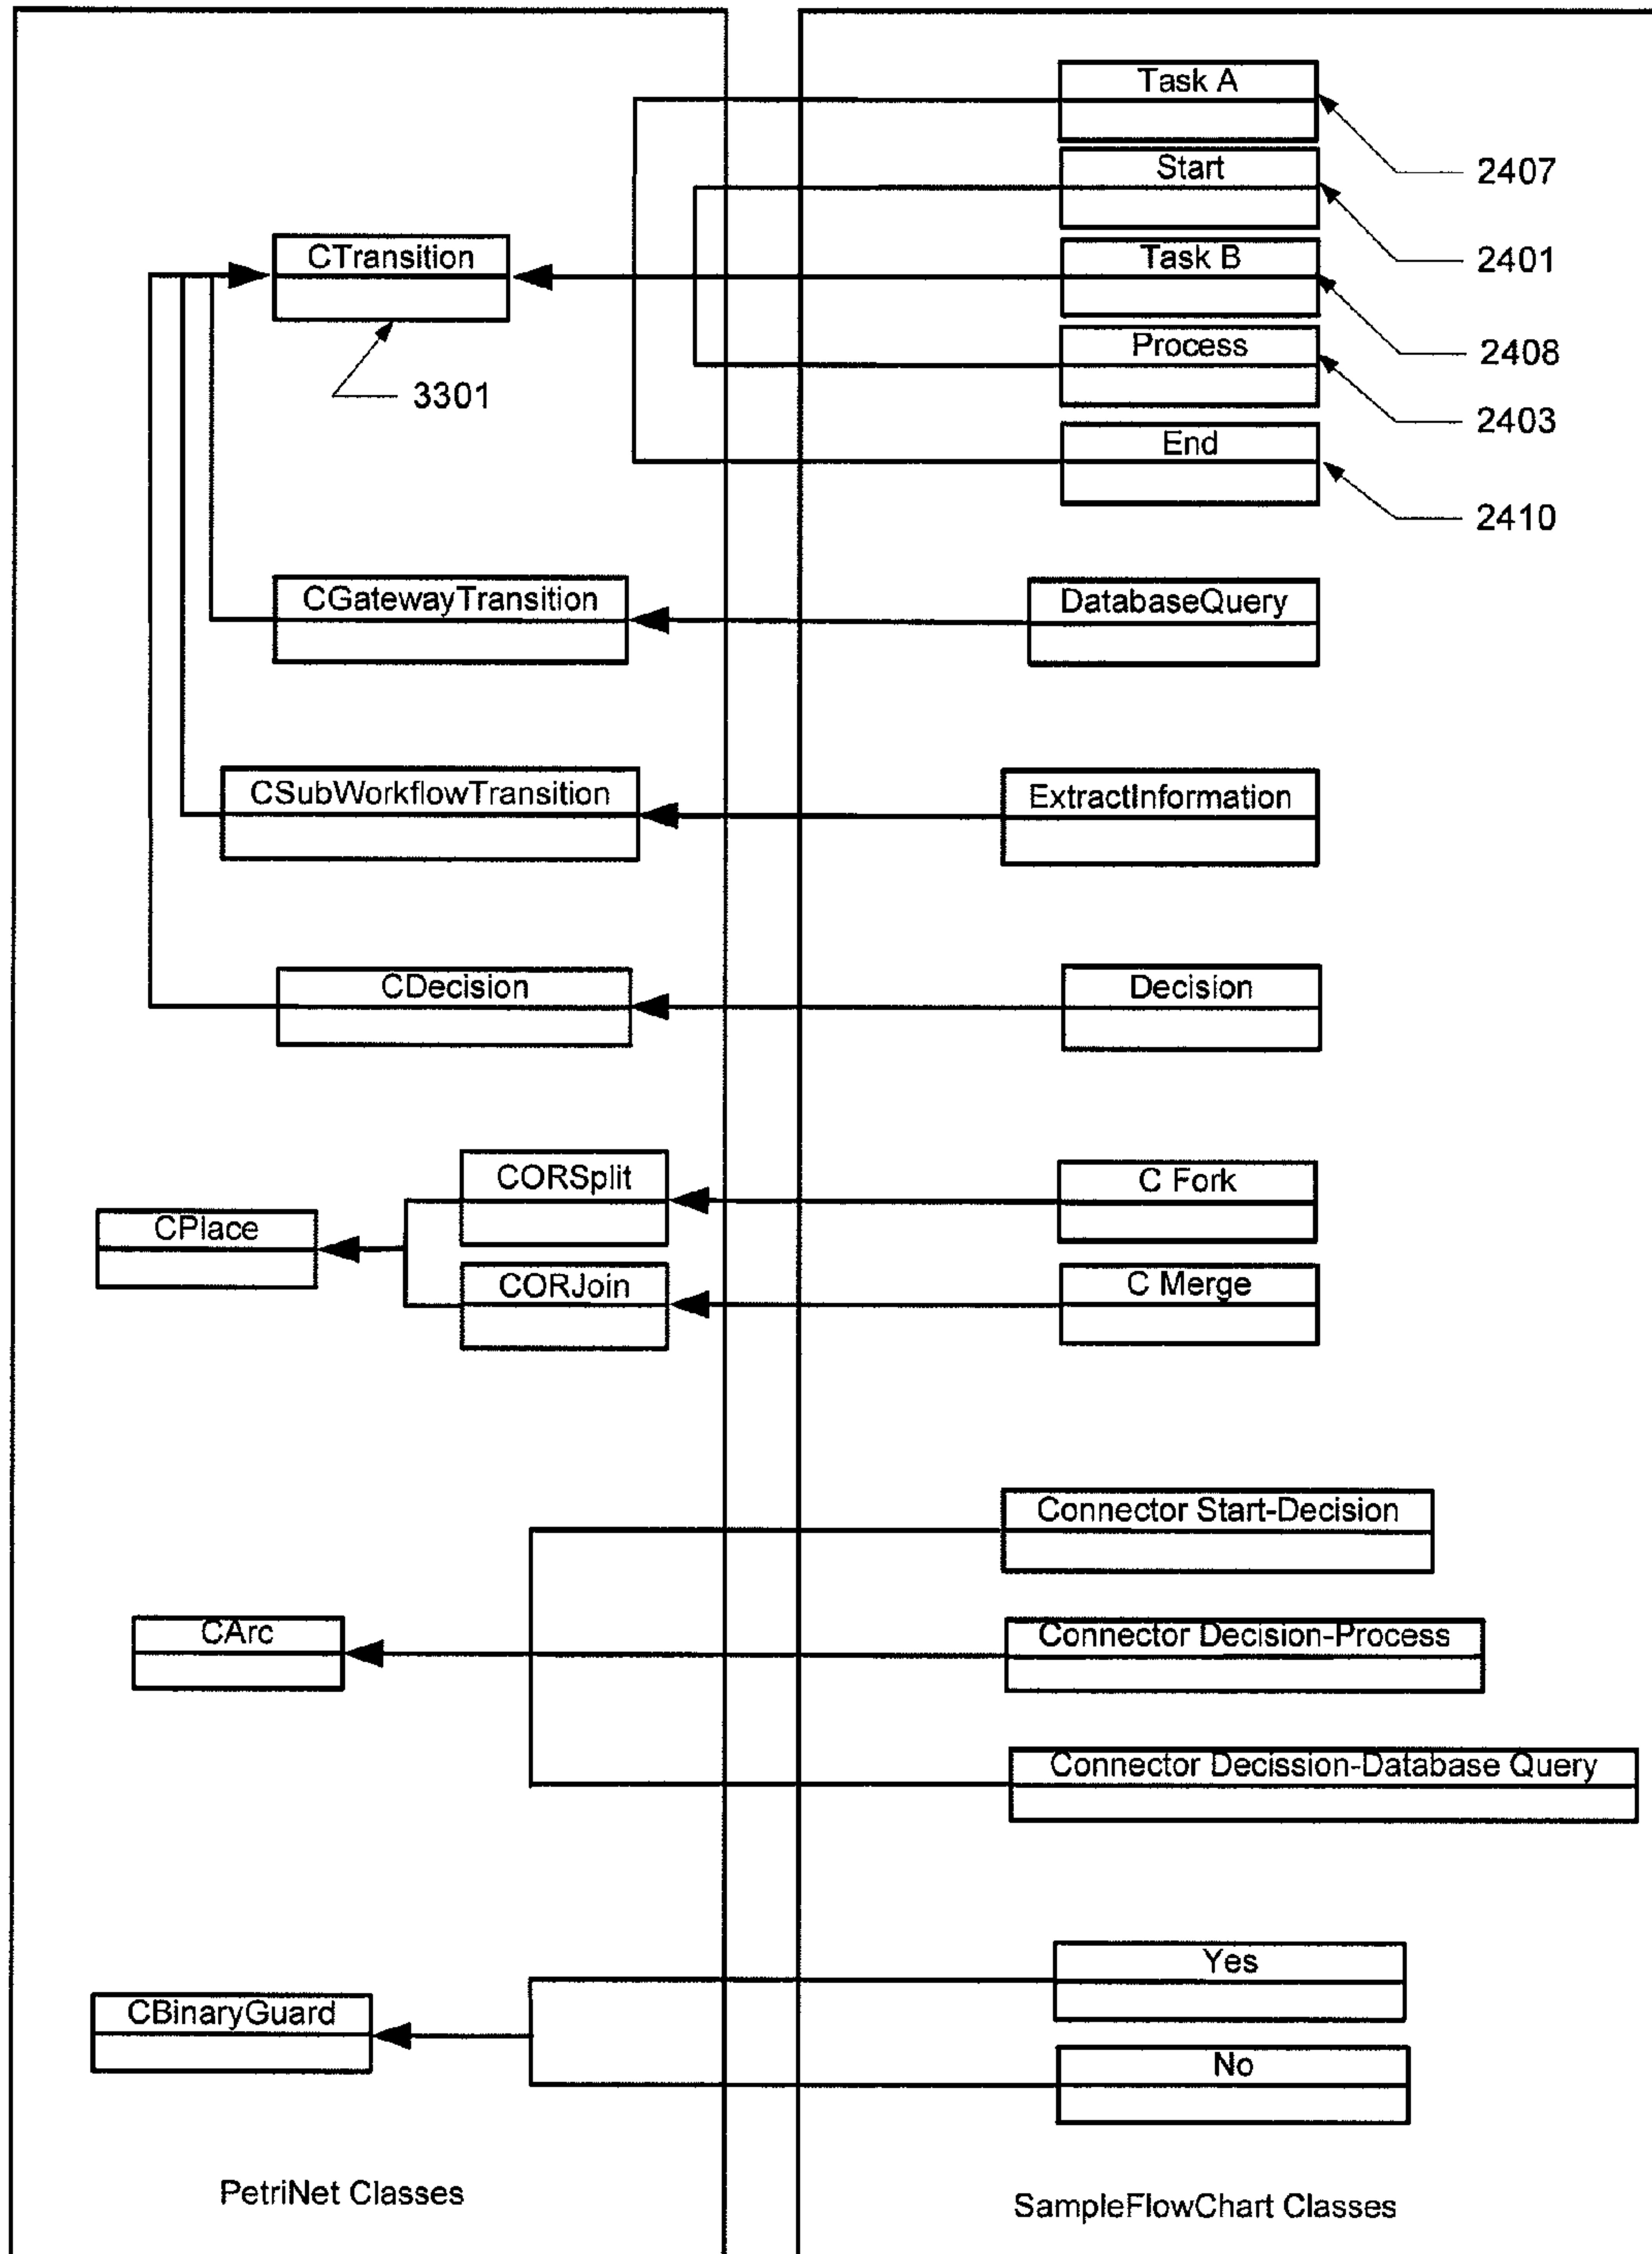 Task A
2407
Start
2401
CTransition
Task B
2408
Process
3301
2403
End
2410
CGatewayTransition
DatabaseQuery
CSubWorkflowTransition
ExtractInformation
CDecision
Decision
CORSplit
C Fork
CPlace
CORJoin
C Merge
Connector Start-Decision
CArc
Connector Decision-Process
Connector Decission-Database Query
Yes
CBinaryGuard
No
PetriNet Classes
SampleFlowChart Classes